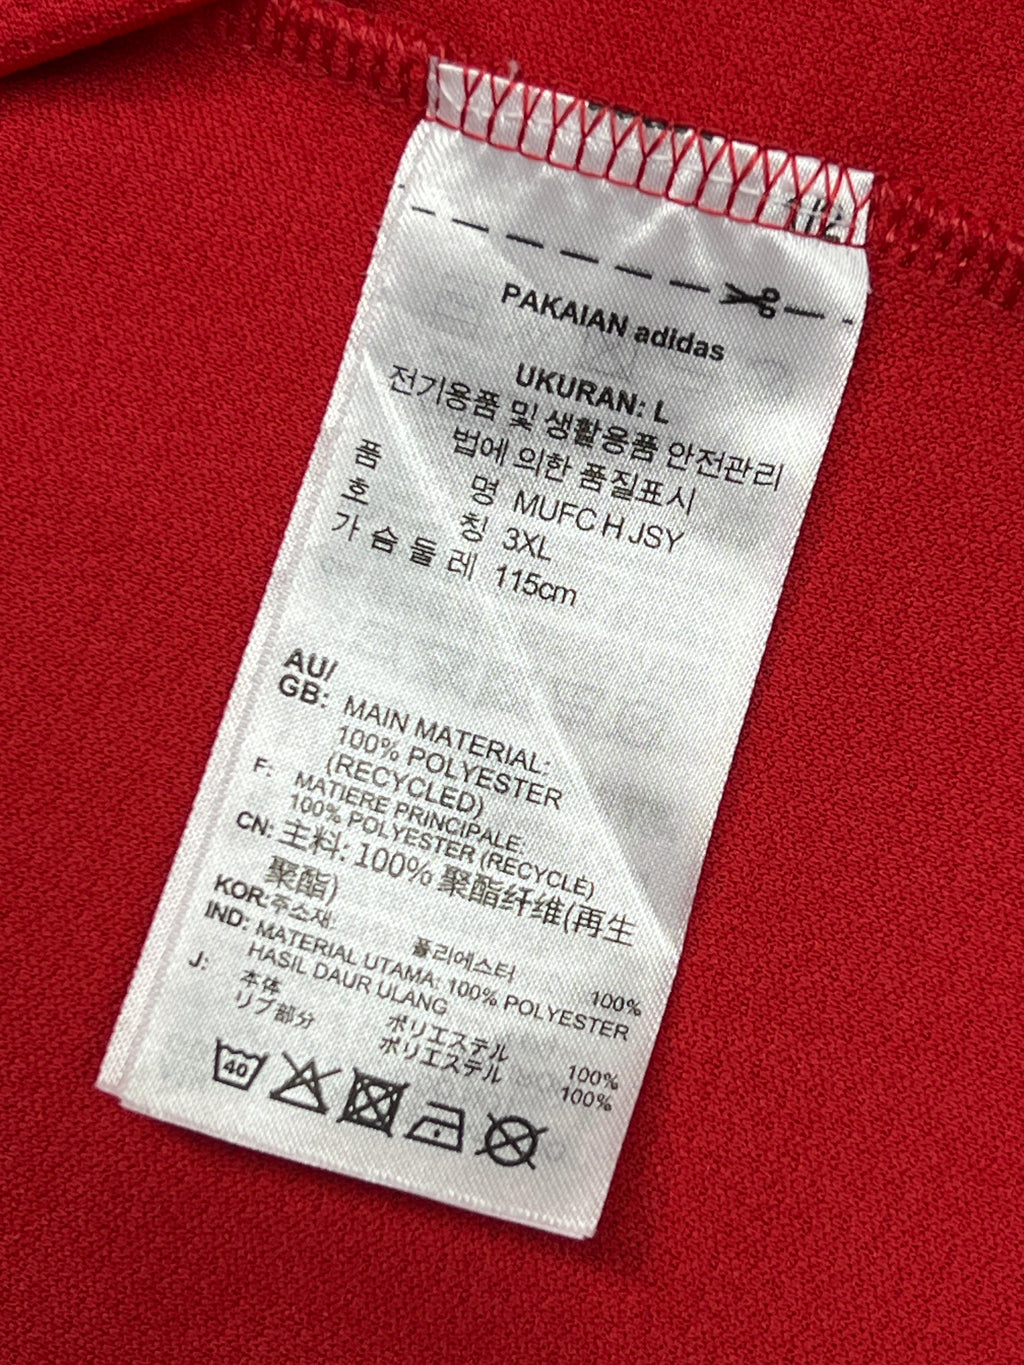 PAKAIAN adidas
UKURAN: L
전기용품 및 생활용품 안전관리
법에 의한 품질표시
품 명 MUFC H JSY
호 칭 3XL
가 슴 둘 레 115cm
AU/
GB: MAIN MATERIAL:
100% POLYESTER
(RECYCLED)
F: MATIERE PRINCIPALE:
100% POLYESTER (RECYCLÉ)
CN: 主料: 100% 聚酯纤维(再生
聚酯)
KOR: 주소재: 폴리에스터 100%
IND: MATERIAL UTAMA: 100% POLYESTER
HASIL DAUR ULANG
J: 本体 ポリエステル 100%
リブ部分 ポリエステル 100%
40